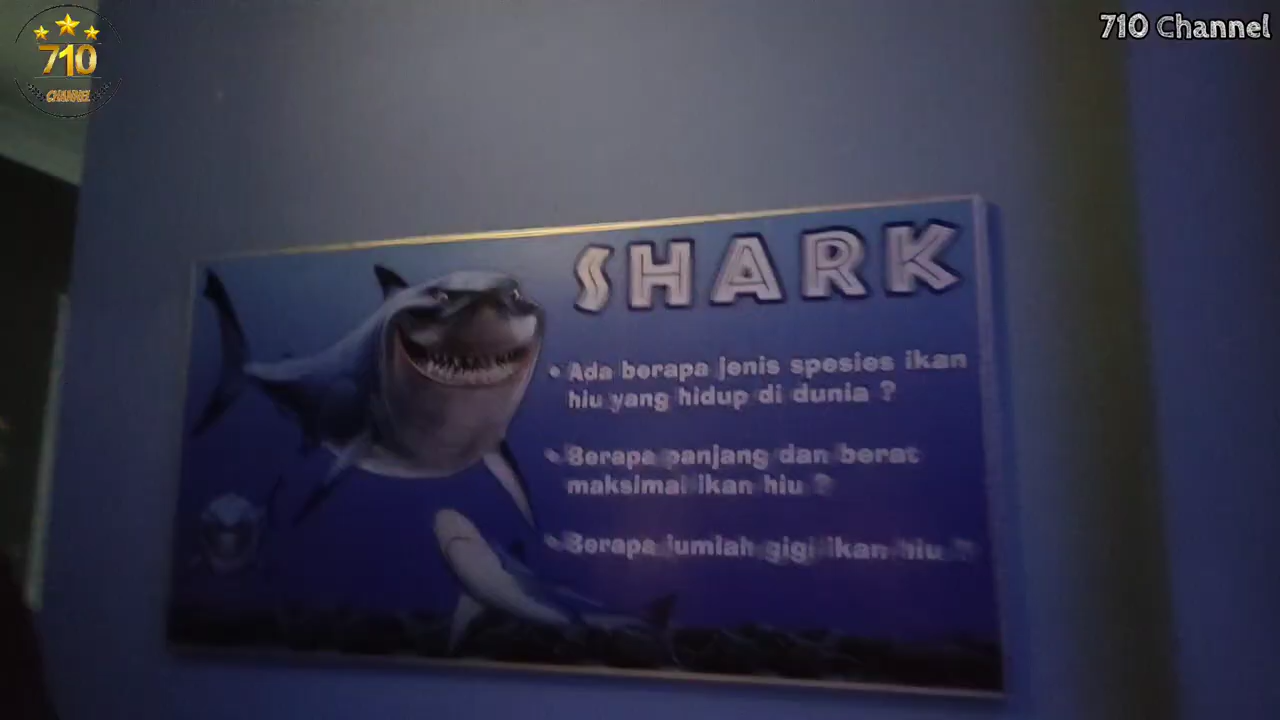 710
CHANNEL
710 Channel
SHARK
• Ada berapa jenis spesies ikan
hiu yang hidup di dunia ?
• Berapa panjang dan berat
maksimal ikan hiu ?
• Berapa jumlah gigi ikan hiu ?